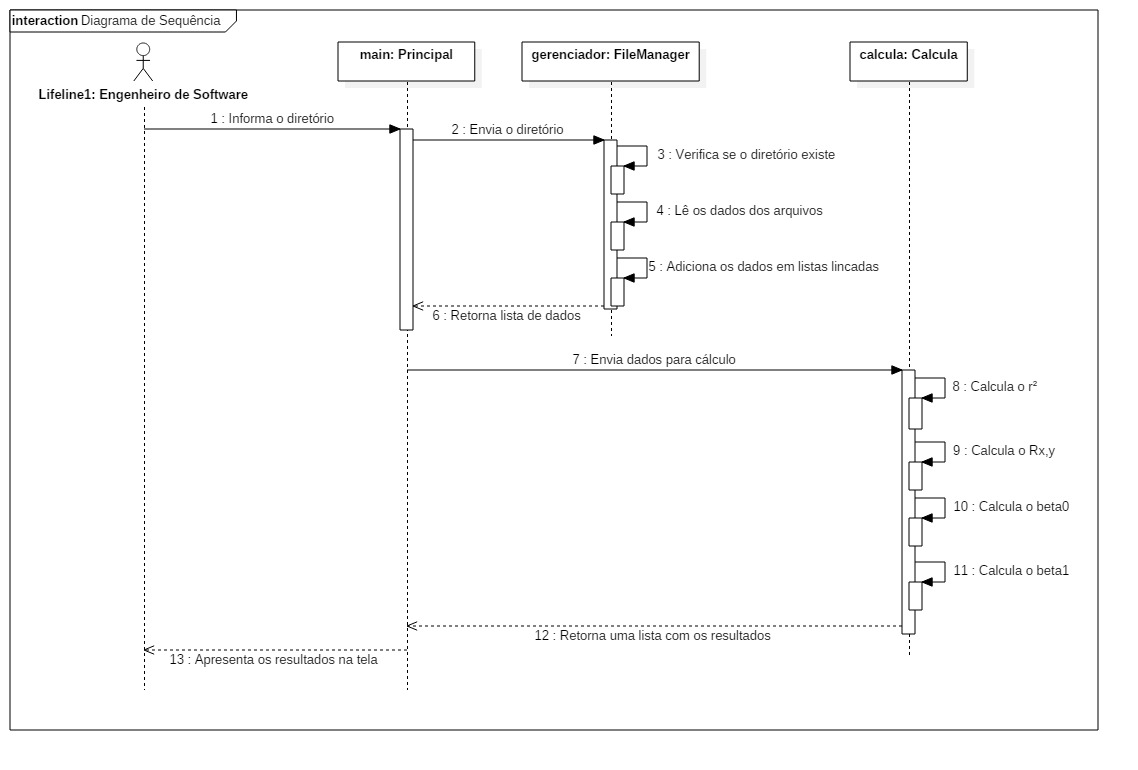 interaction Diagrama de Sequência
main: Principal
gerenciador: FileManager
calcula: Calcula
Lifeline1: Engenheiro de Software
1 : Informa o diretório
2 : Envia o diretório
3 : Verifica se o diretório existe
4 : Lê os dados dos arquivos
5 : Adiciona os dados em listas lincadas
6 : Retorna lista de dados
7 : Envia dados para cálculo
8 : Calcula o r²
9 : Calcula o Rx,y
10 : Calcula o beta0
11 : Calcula o beta1
12 : Retorna uma lista com os resultados
13 : Apresenta os resultados na tela